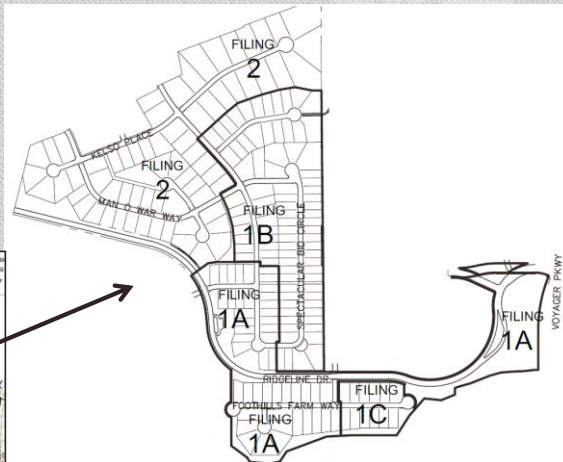 FILING
2
KELSO PLACE
FILING
2
MAN O WAR WAY
FILING
1B
SPECTACULAR BID CIRCLE
FILING
1A
VOYAGER PKWY
FILING
1A
RIDGELINE DR.
FILING
1C
FOOTHILLS FARM WAY
FILING
1A